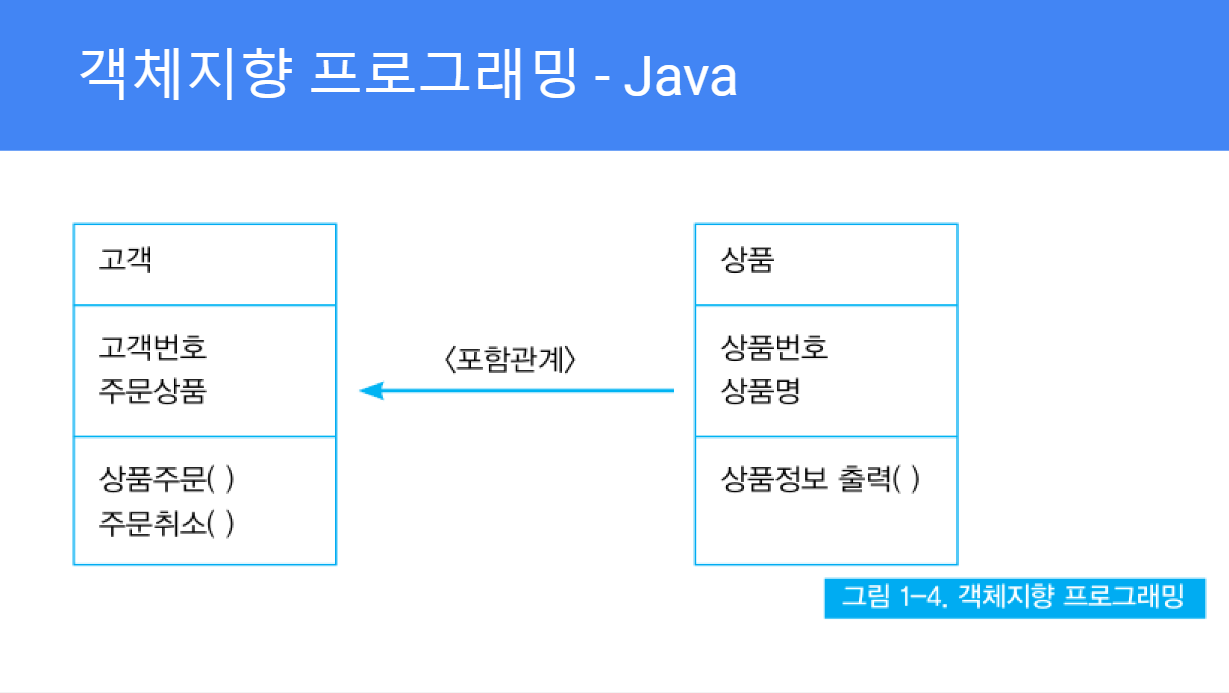 객체지향 프로그래밍 - Java
고객
고객번호
주문상품
상품주문( )
주문취소( )
〈포함관계〉
상품
상품번호
상품명
상품정보 출력( )
그림 1-4. 객체지향 프로그래밍